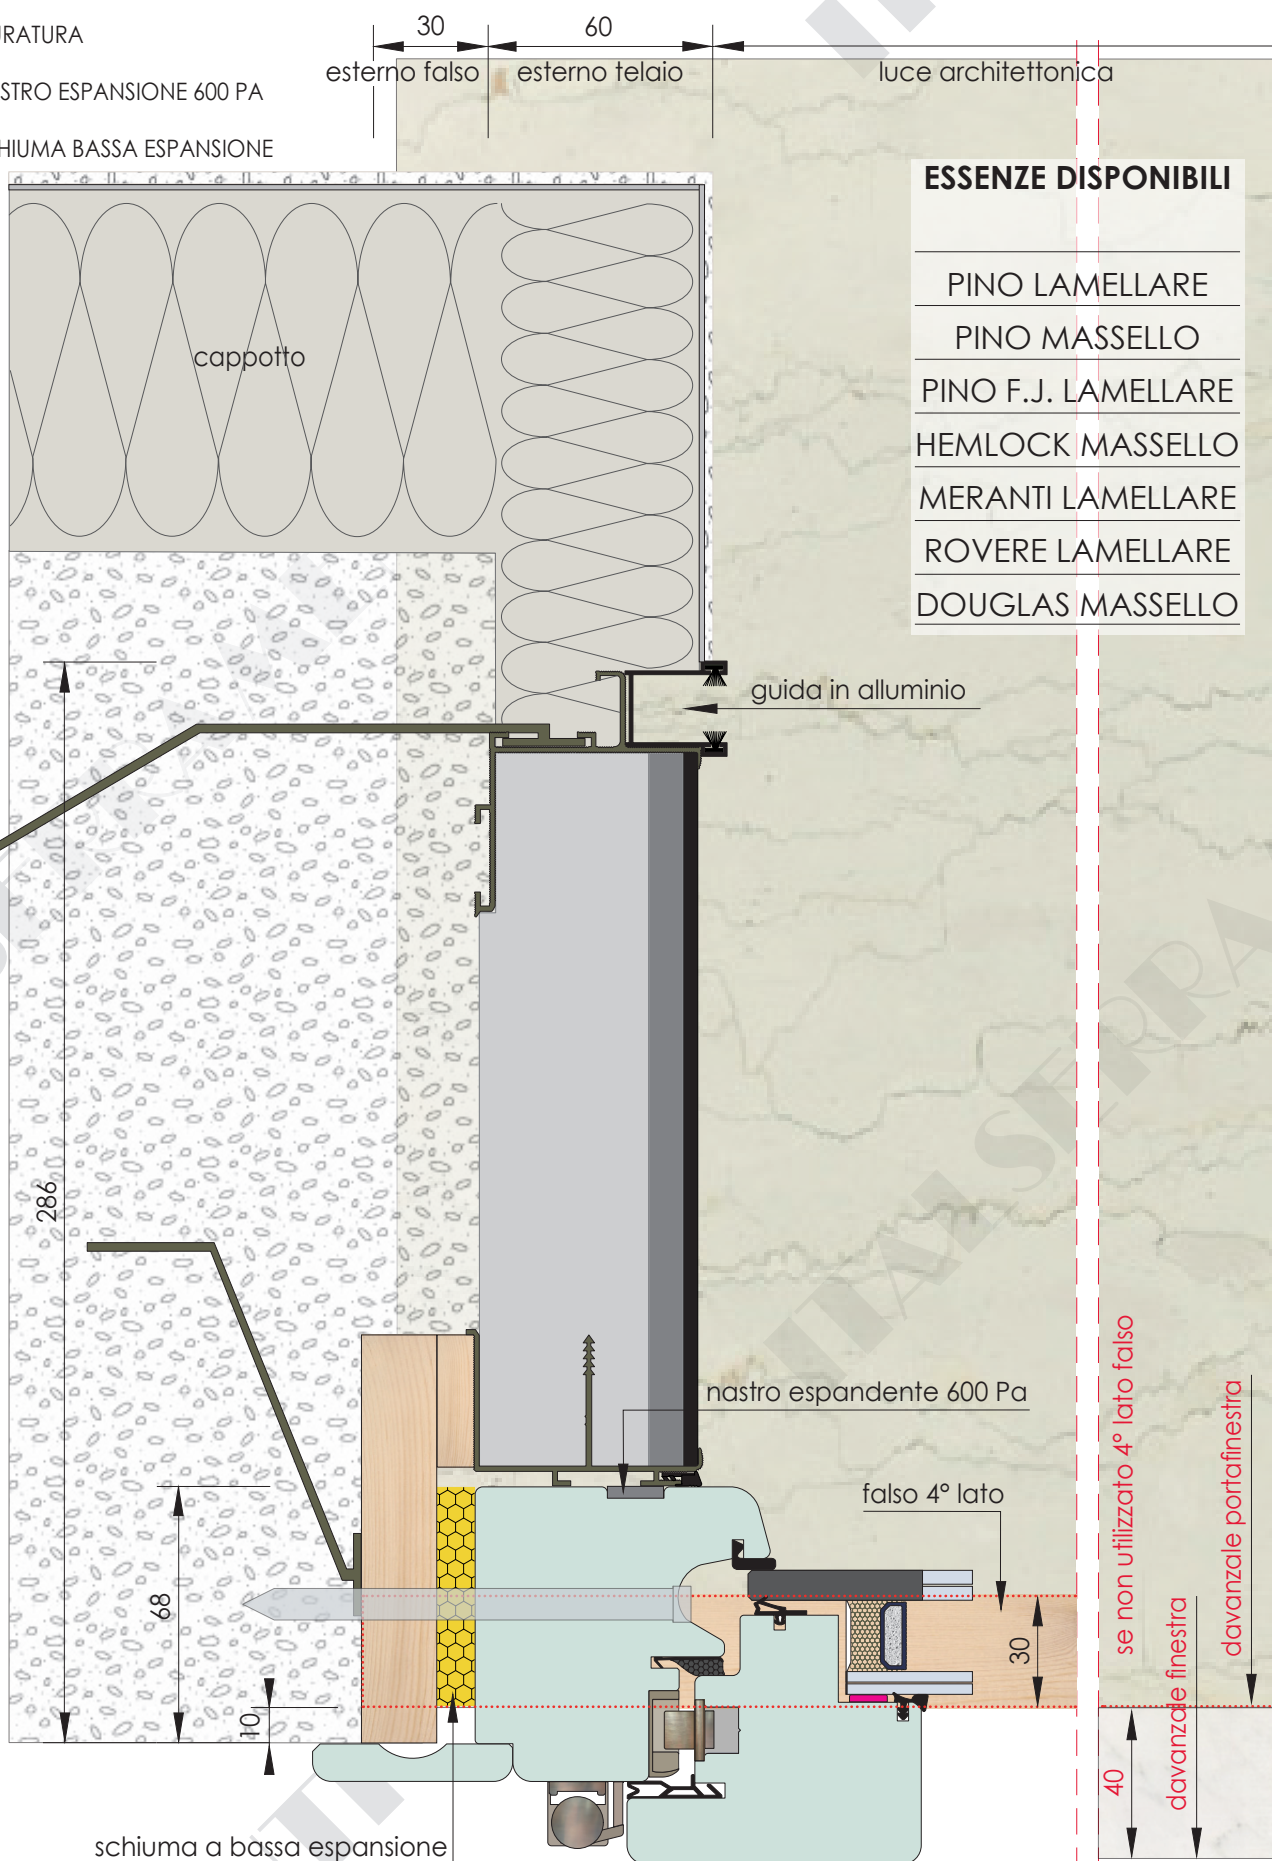 30
60
esterno falso
esterno telaio
luce architettonica
URATURA
STRO ESPANSIONE 600 PA
HIUMA BASSA ESPANSIONE
ESSENZE DISPONIBILI
PINO LAMELLARE
PINO MASSELLO
PINO F.J. LAMELLARE
HEMLOCK MASSELLO
MERANTI LAMELLARE
ROVERE LAMELLARE
DOUGLAS MASSELLO
cappotto
guida in alluminio
286
nastro espandente 600 Pa
falso 4° lato
68
10
30
40
se non utilizzato 4° lato falso
davanzale finestra
davanzale portafinestra
schiuma a bassa espansione
ITALSERRA